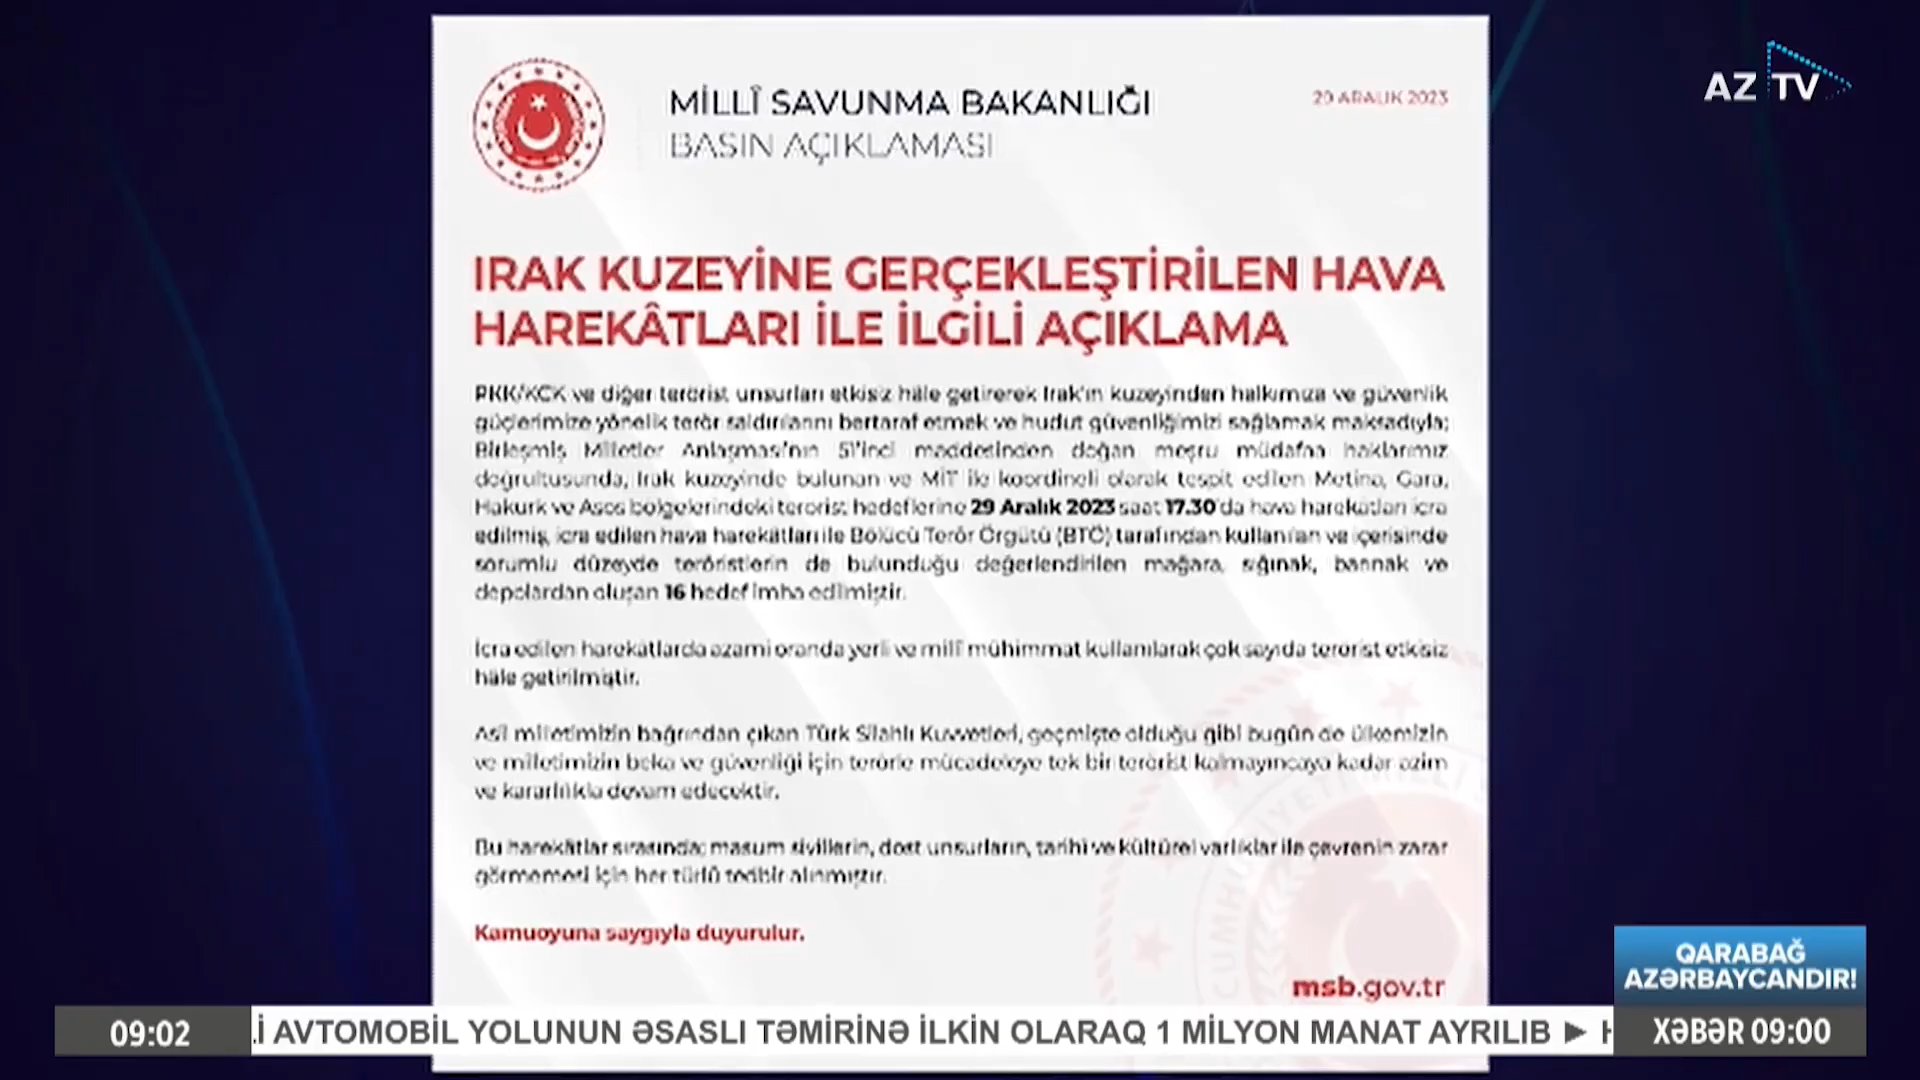 AZ TV
MİLLÎ SAVUNMA BAKANLIĞI
BASIN AÇIKLAMASI
29 ARALIK 2023
IRAK KUZEYİNE GERÇEKLEŞTİRİLEN HAVA
HAREKÂTLARI İLE İLGİLİ AÇIKLAMA
PKK/KCK ve diğer terörist unsurları etkisiz hâle getirerek Irak'ın kuzeyinden halkımıza ve güvenlik
güçlerimize yönelik terör saldırılarını bertaraf etmek ve hudut güvenliğimizi sağlamak maksadıyla;
Birleşmiş Milletler Anlaşması'nın 51'inci maddesinden doğan meşru müdafaa haklarımız
doğrultusunda, Irak kuzeyinde bulunan ve MİT ile koordineli olarak tespit edilen Metina, Gara,
Hakurk ve Asos bölgelerindeki terörist hedeflerine 29 Aralık 2023 saat 17.30'da hava harekâtları icra
edilmiş, icra edilen hava harekâtları ile Bölücü Terör Örgütü (BTÖ) tarafından kullanılan ve içerisinde
sorumlu düzeyde teröristlerin de bulunduğu değerlendirilen mağara, sığınak, barınak ve
depolardan oluşan 16 hedef imha edilmiştir.
İcra edilen harekâtlarda azami oranda yerli ve millî mühimmat kullanılarak çok sayıda terörist etkisiz
hâle getirilmiştir.
Asîl milletimizin bağrından çıkan Türk Silahlı Kuvvetleri, geçmişte olduğu gibi bugün de ülkemizin
ve milletimizin beka ve güvenliği için terörle mücadeleye tek bir terörist kalmayıncaya kadar azim
ve kararlılıkla devam edecektir.
Bu harekâtlar sırasında; masum sivillerin, dost unsurların, tarihî ve kültürel varlıklar ile çevrenin zarar
görmemesi için her türlü tedbir alınmıştır.
Kamuoyuna saygıyla duyurulur.
msb.gov.tr
QARABAĞ
AZƏRBAYCANDIR!
09:02
.İ AVTOMOBİL YOLUNUN ƏSASLI TƏMİRİNƏ İLKİN OLARAQ 1 MİLYON MANAT AYRILIB ►
XƏBƏR 09:00